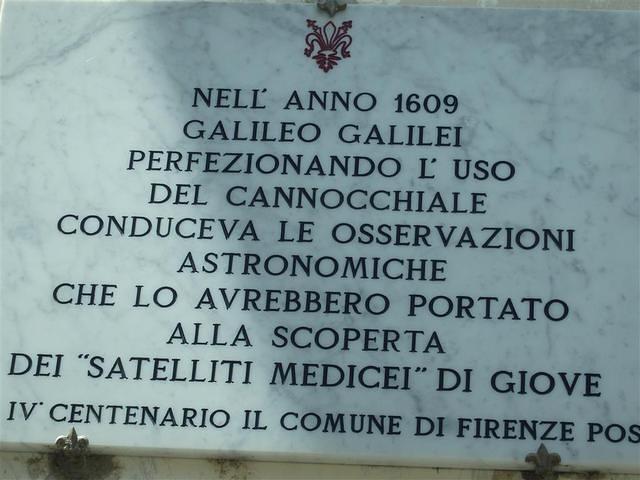 NELL' ANNO 1609
GALILEO GALILEI
PERFEZIONANDO L' USO
DEL CANNOCCHIALE
CONDUCEVA LE OSSERVAZIONI
ASTRONOMICHE
CHE LO AVREBBERO PORTATO
ALLA SCOPERTA
DEI "SATELLITI MEDICEI" DI GIOVE
IV° CENTENARIO IL COMUNE DI FIRENZE POS